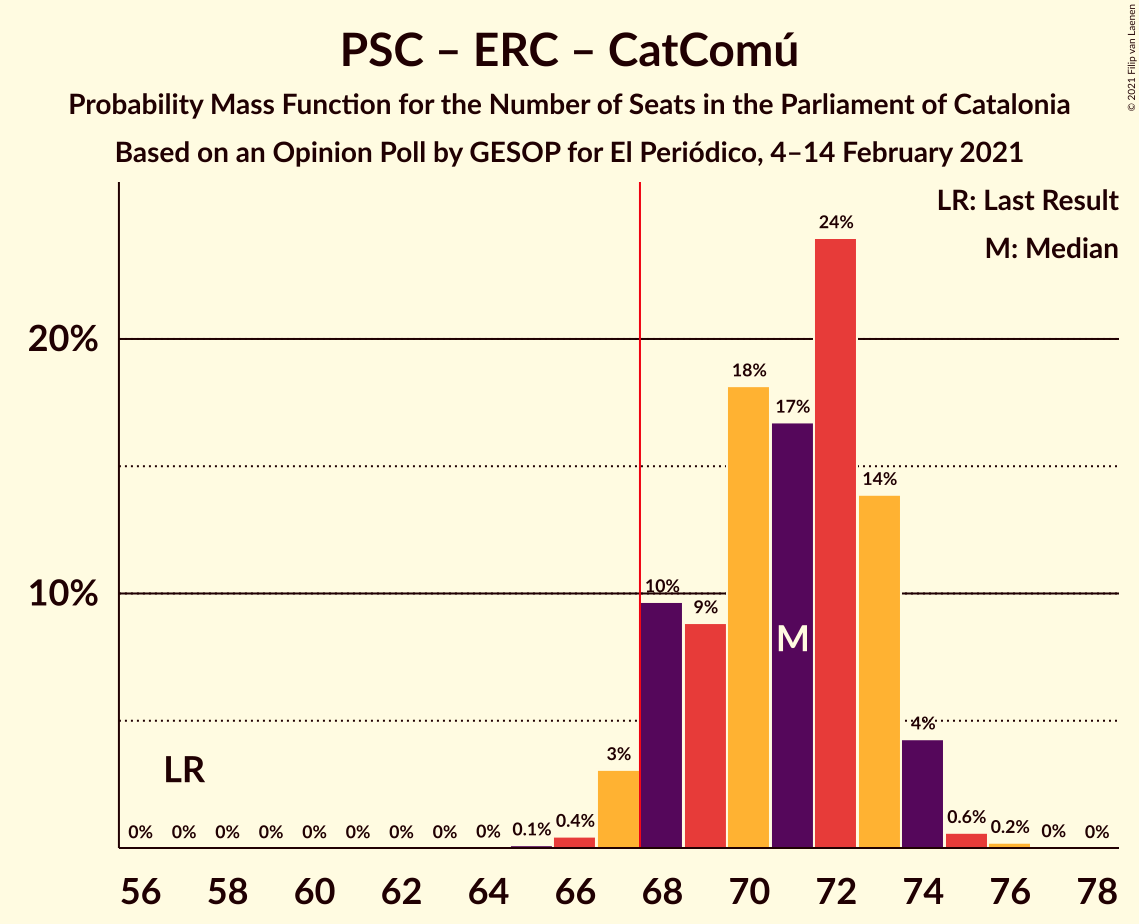 PSC – ERC – CatComú
Probability Mass Function for the Number of Seats in the Parliament of Catalonia
Based on an Opinion Poll by GESOP for El Periódico, 4–14 February 2021
© 2021 Filip van Laenen
LR: Last Result
M: Median
20%
10%
0% 0% 0% 0% 0% 0% 0% 0% 0% 0.1% 0.4% 3% 10% 9% 18% 17% 24% 14% 4% 0.6% 0.2% 0% 0%
LR
M
56 58 60 62 64 66 68 70 72 74 76 78